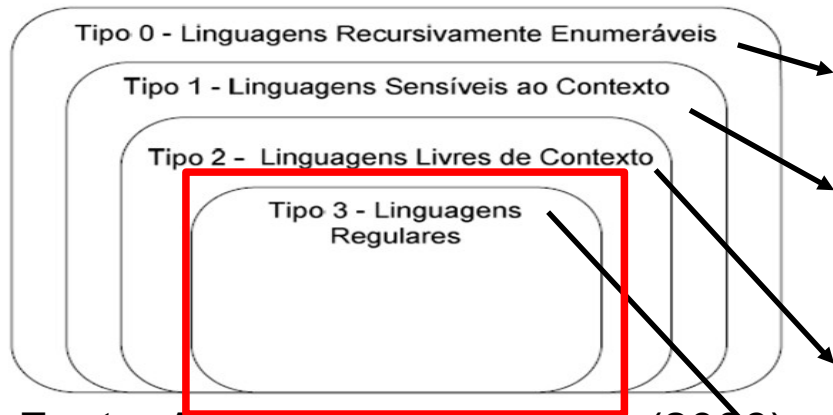 Tipo 0 - Linguagens Recursivamente Enumeráveis
Tipo 1 - Linguagens Sensíveis ao Contexto
Tipo 2 - Linguagens Livres de Contexto
Tipo 3 - Linguagens
Regulares